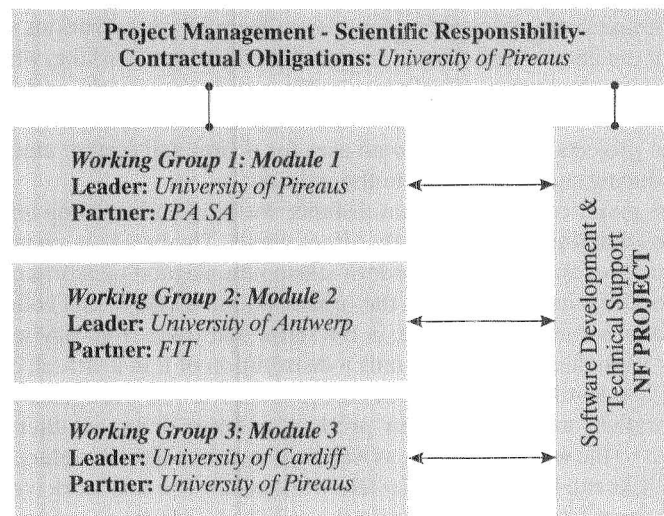 Project Management - Scientific Responsibility-
Contractual Obligations: University of Pireaus
Working Group 1: Module 1
Leader: University of Pireaus
Partner: IPA SA
Working Group 2: Module 2
Leader: University of Antwerp
Partner: FIT
Working Group 3: Module 3
Leader: University of Cardiff
Partner: University of Pireaus
Software Development &
Technical Support
NF PROJECT